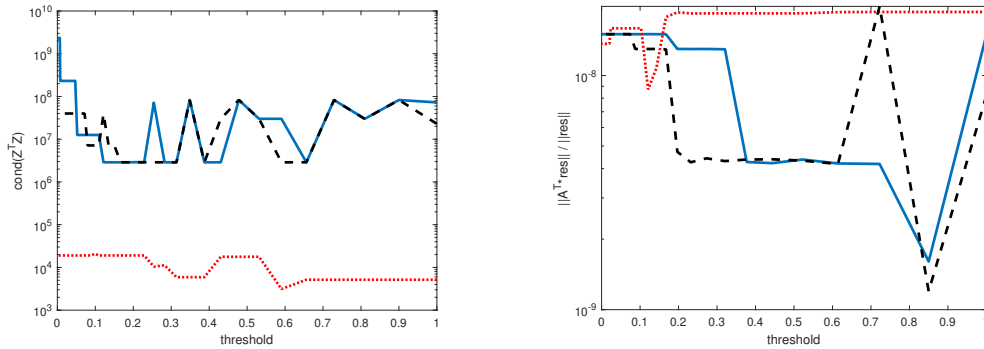 10^10
10^9
10^8
10^7
10^6
10^5
10^4
10^3
cond(Z^T Z)
0 0.1 0.2 0.3 0.4 0.5 0.6 0.7 0.8 0.9 1
threshold
10^-8
10^-9
||A^T*res|| / ||res||
0 0.1 0.2 0.3 0.4 0.5 0.6 0.7 0.8 0.9
threshold